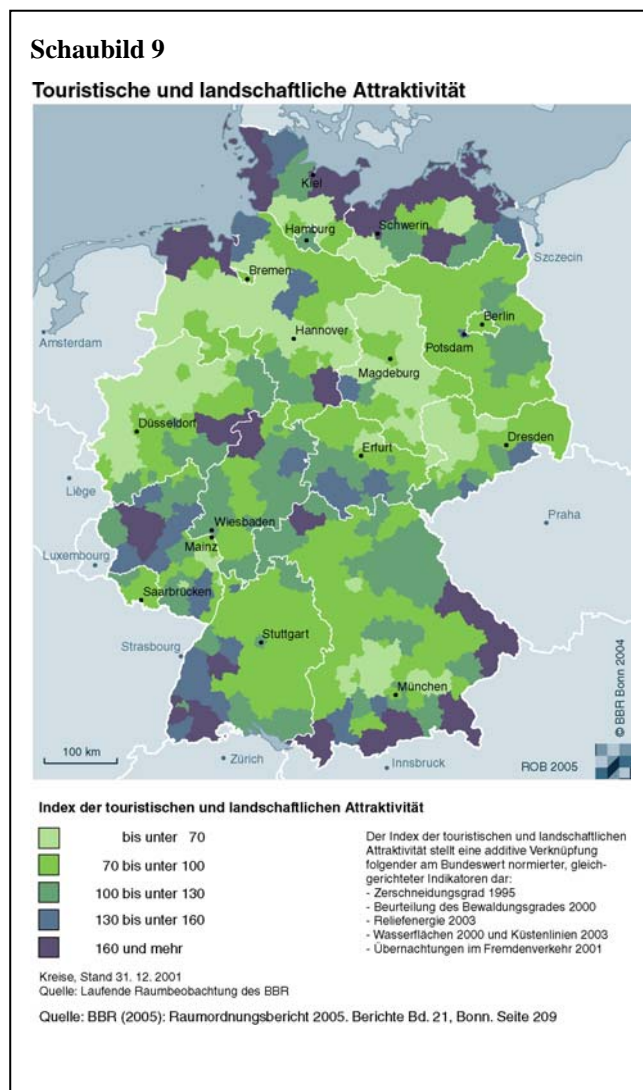 Schaubild 9
Touristische und landschaftliche Attraktivität
Kiel
Hamburg
Schwerin
Szczecin
Bremen
Amsterdam
Hannover
Berlin
Potsdam
Magdeburg
Düsseldorf
Erfurt
Dresden
Liège
Wiesbaden
Praha
Mainz
Luxembourg
Saarbrücken
Strasbourg
Stuttgart
München
Zürich
Innsbruck
100 km
© BBR Bonn 2004
ROB 2005
Index der touristischen und landschaftlichen Attraktivität
bis unter 70
70 bis unter 100
100 bis unter 130
130 bis unter 160
160 und mehr
Der Index der touristischen und landschaftlichen
Attraktivität stellt eine additive Verknüpfung
folgender am Bundeswert normierter, gleich-
gerichteter Indikatoren dar:
- Zerschneidungsgrad 1995
- Beurteilung des Bewaldungsgrades 2000
- Reliefenergie 2003
- Wasserflächen 2000 und Küstenlinien 2003
- Übernachtungen im Fremdenverkehr 2001
Kreise, Stand 31. 12. 2001
Quelle: Laufende Raumbeobachtung des BBR
Quelle: BBR (2005): Raumordnungsbericht 2005. Berichte Bd. 21, Bonn. Seite 209